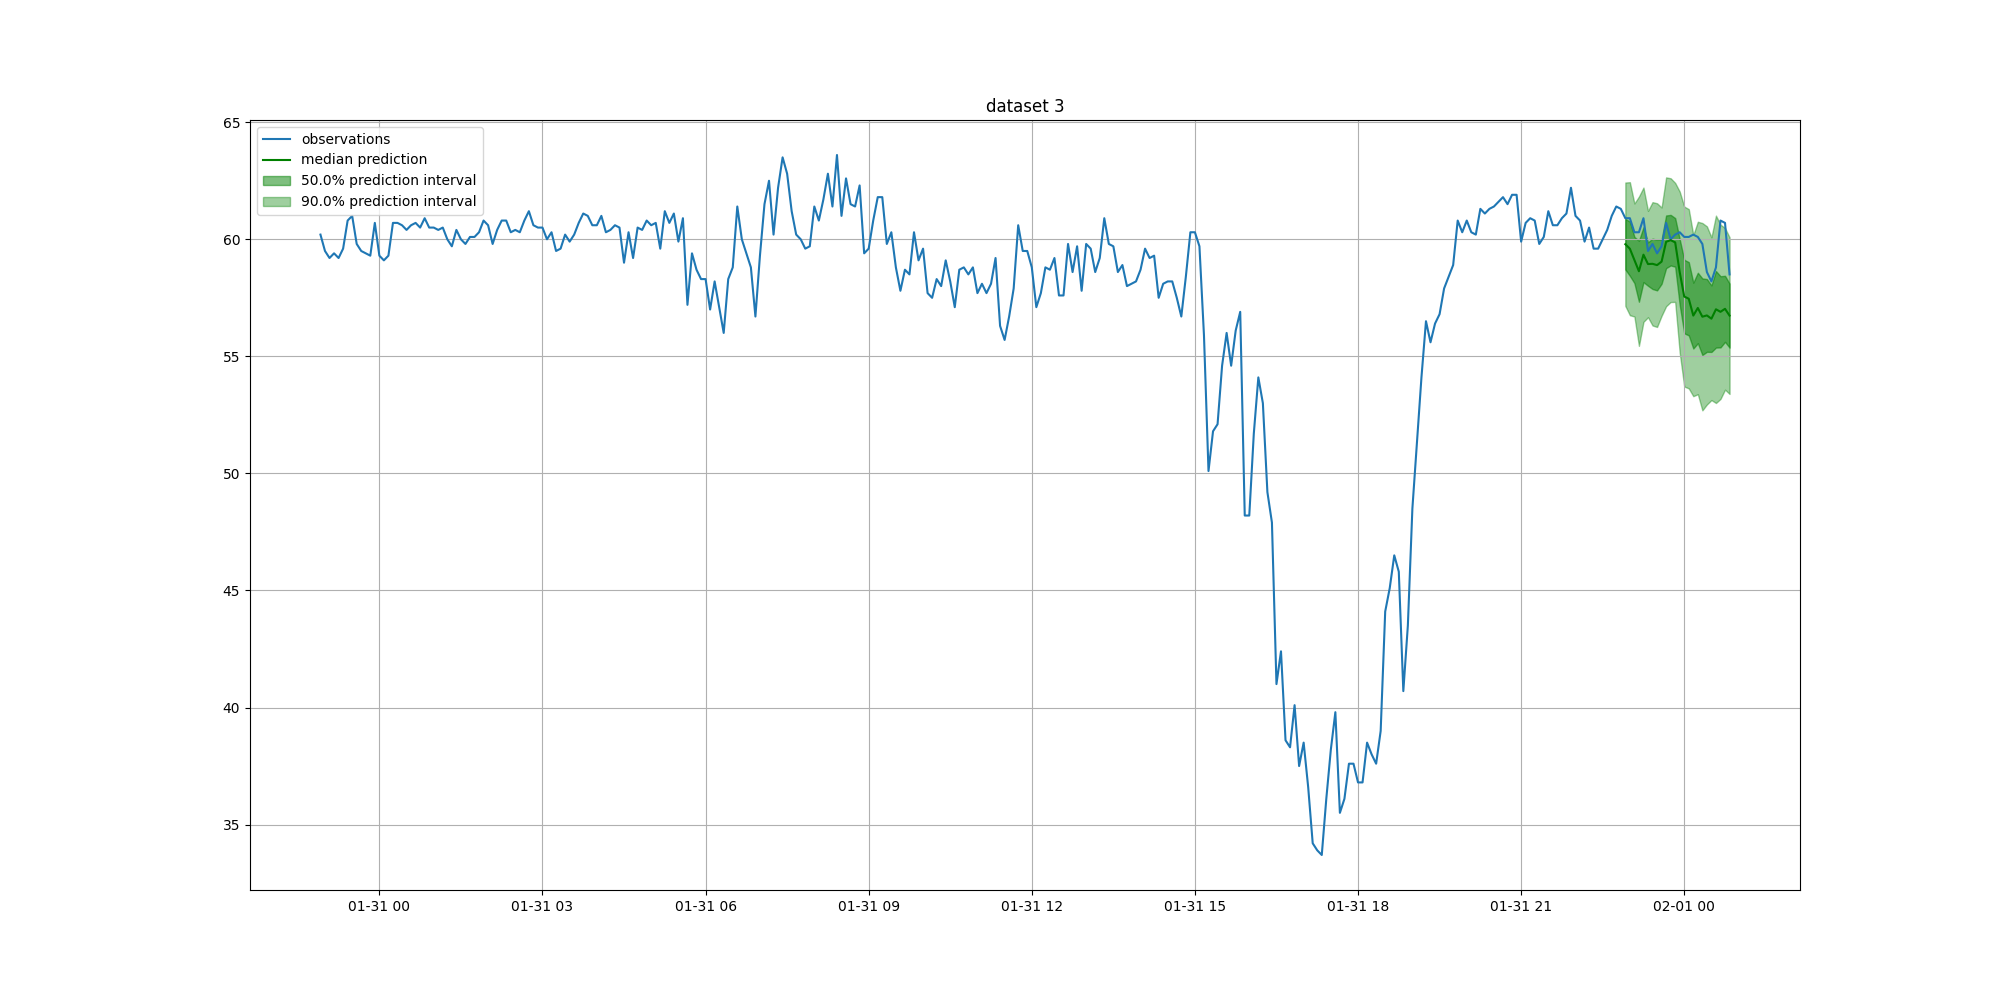 dataset 3
65
observations
median prediction
50.0% prediction interval
90.0% prediction interval
60
55
50
45
40
35
01-31 00 01-31 03 01-31 06 01-31 09 01-31 12 01-31 15 01-31 18 01-31 21 02-01 00